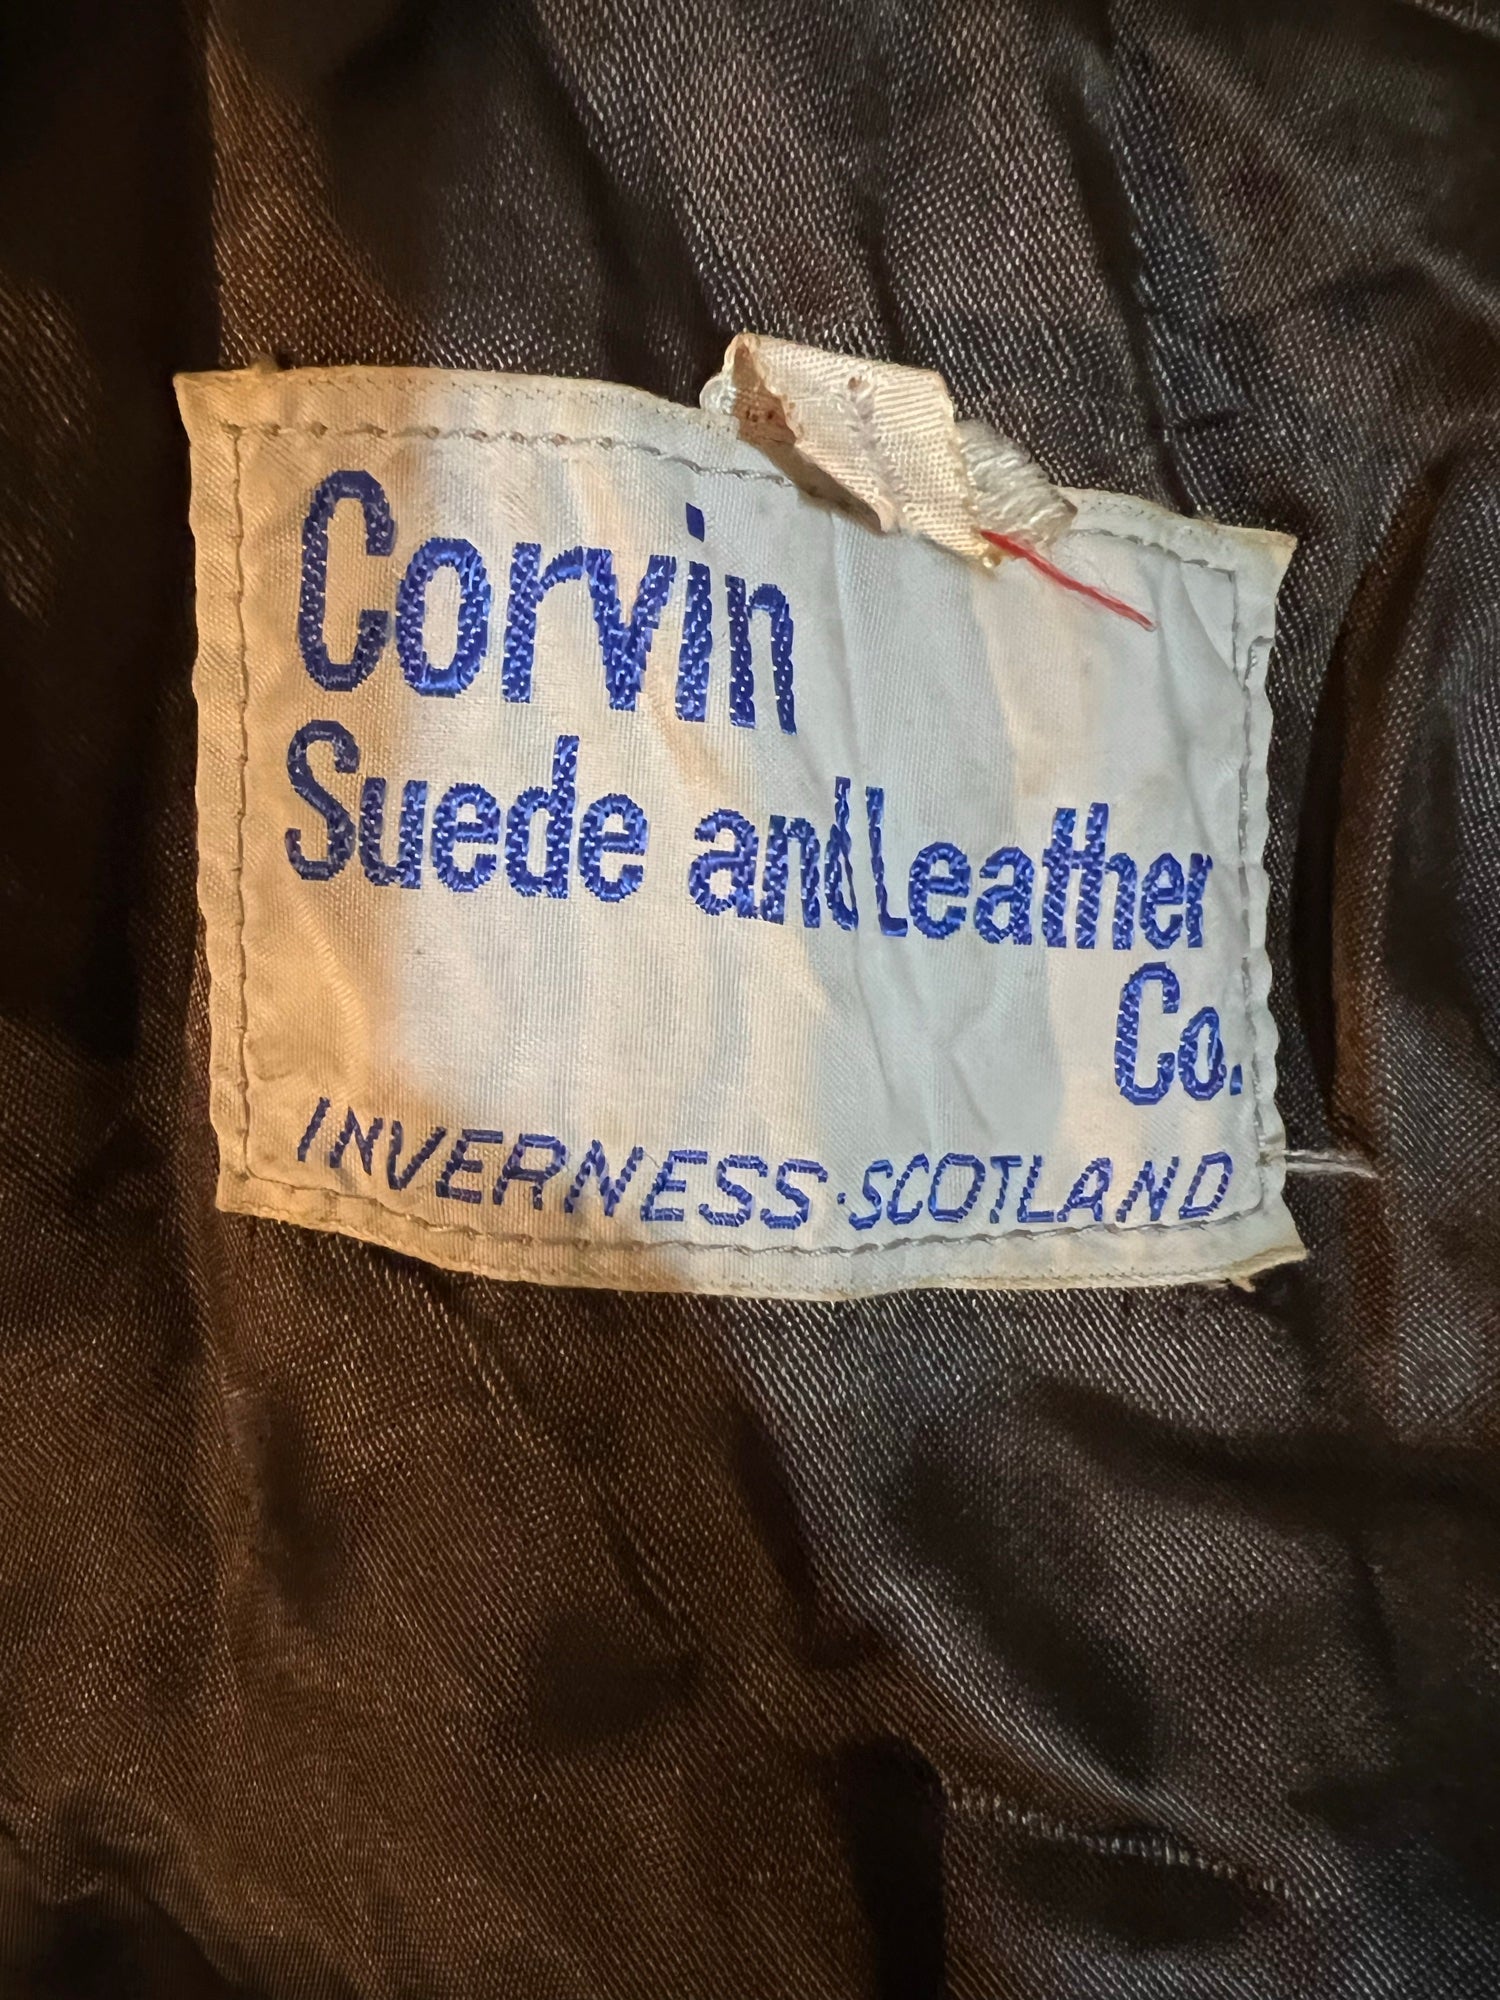 Corvin
Suede and Leather
Co.
INVERNESS·SCOTLAND